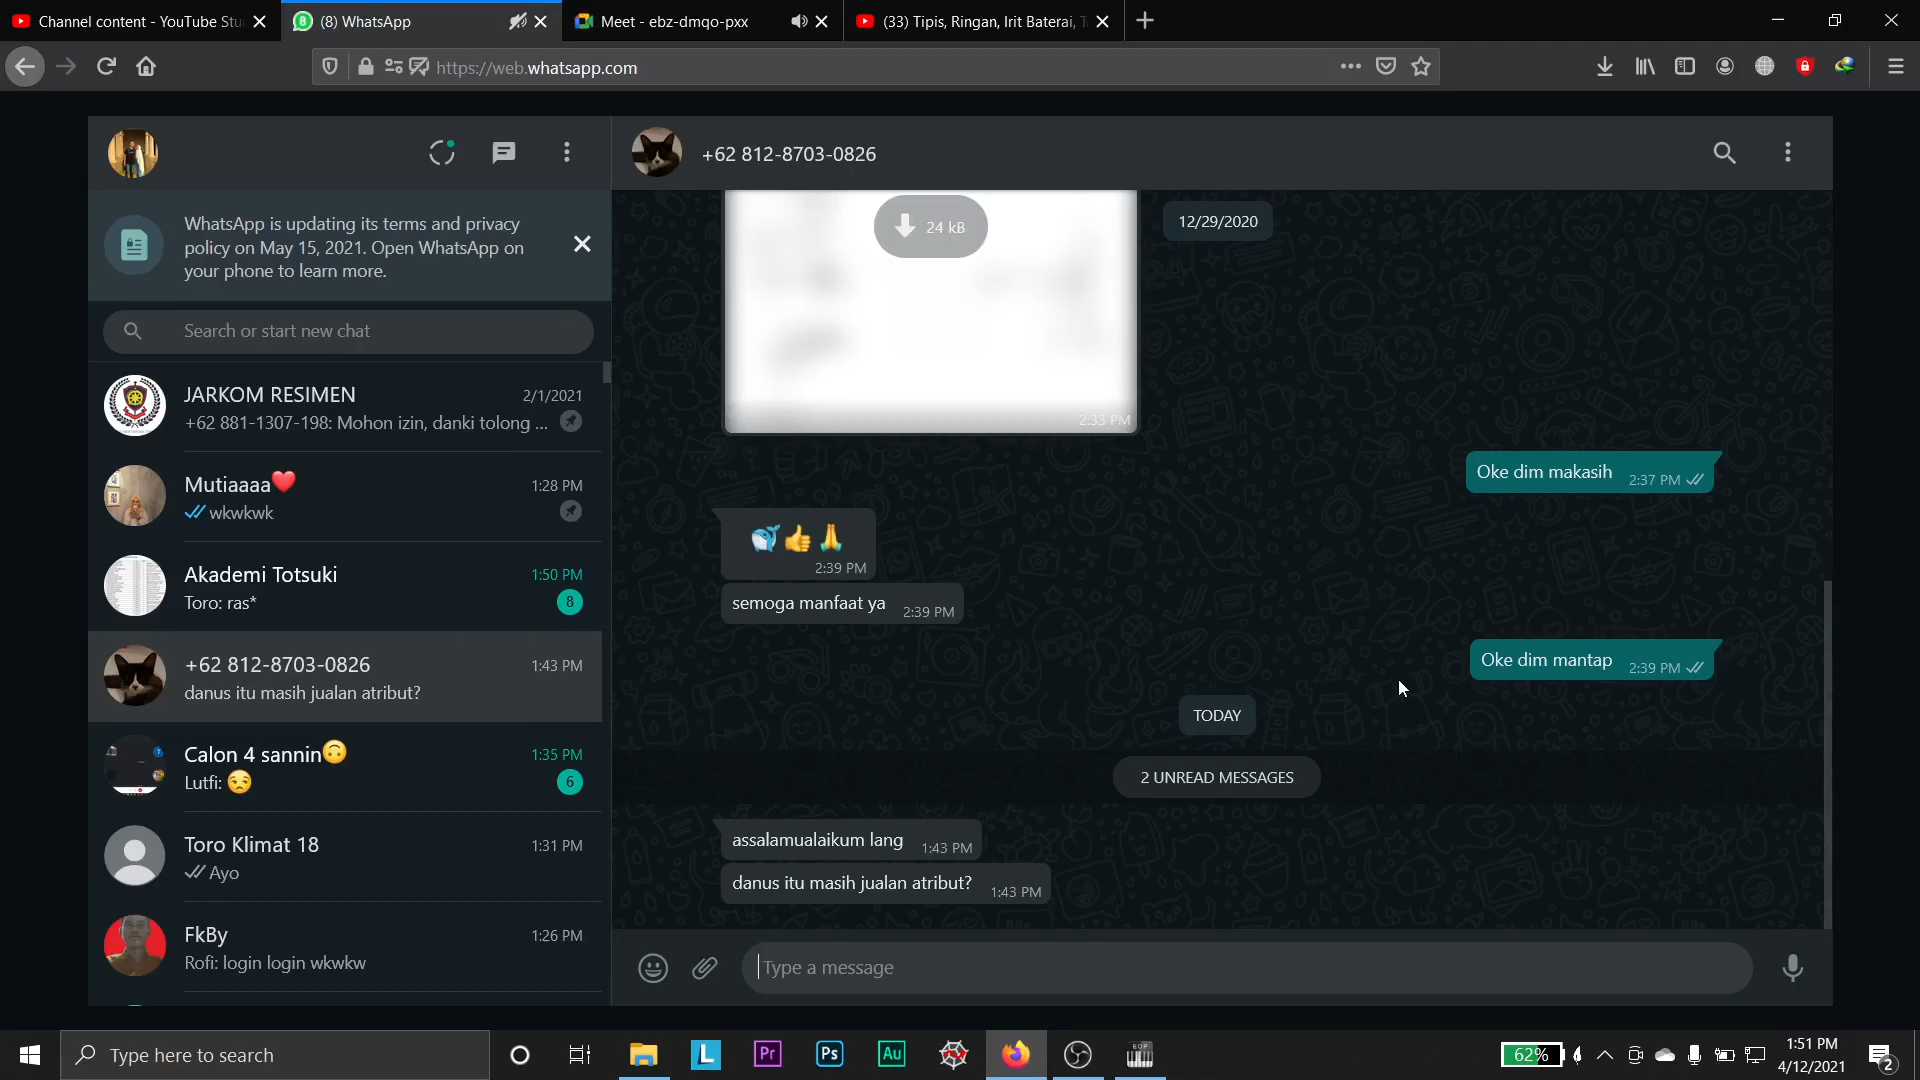 Channel content - YouTube Stu
(8) WhatsApp
Meet - ebz-dmqo-pxx
(33) Tipis, Ringan, Irit Baterai, T
https://web.whatsapp.com
WhatsApp is updating its terms and privacy
policy on May 15, 2021. Open WhatsApp on
your phone to learn more.
Search or start new chat
JARKOM RESIMEN
2/1/2021
+62 881-1307-198: Mohon izin, danki tolong ...
Mutiaaaa❤️
1:28 PM
wkwkwk
Akademi Totsuki
1:50 PM
Toro: ras*
8
+62 812-8703-0826
1:43 PM
danus itu masih jualan atribut?
Calon 4 sannin🙃
1:35 PM
Lutfi: 😒
6
Toro Klimat 18
1:31 PM
Ayo
FkBy
1:26 PM
Rofi: login login wkwkw
+62 812-8703-0826
12/29/2020
24 kB
2:33 PM
Oke dim makasih 2:37 PM
🐳👍🙏
2:39 PM
semoga manfaat ya 2:39 PM
Oke dim mantap 2:39 PM
TODAY
2 UNREAD MESSAGES
assalamualaikum lang 1:43 PM
danus itu masih jualan atribut? 1:43 PM
Type a message
Type here to search
L
Pr
Ps
Au
EOP
62%
1:51 PM
4/12/2021
2